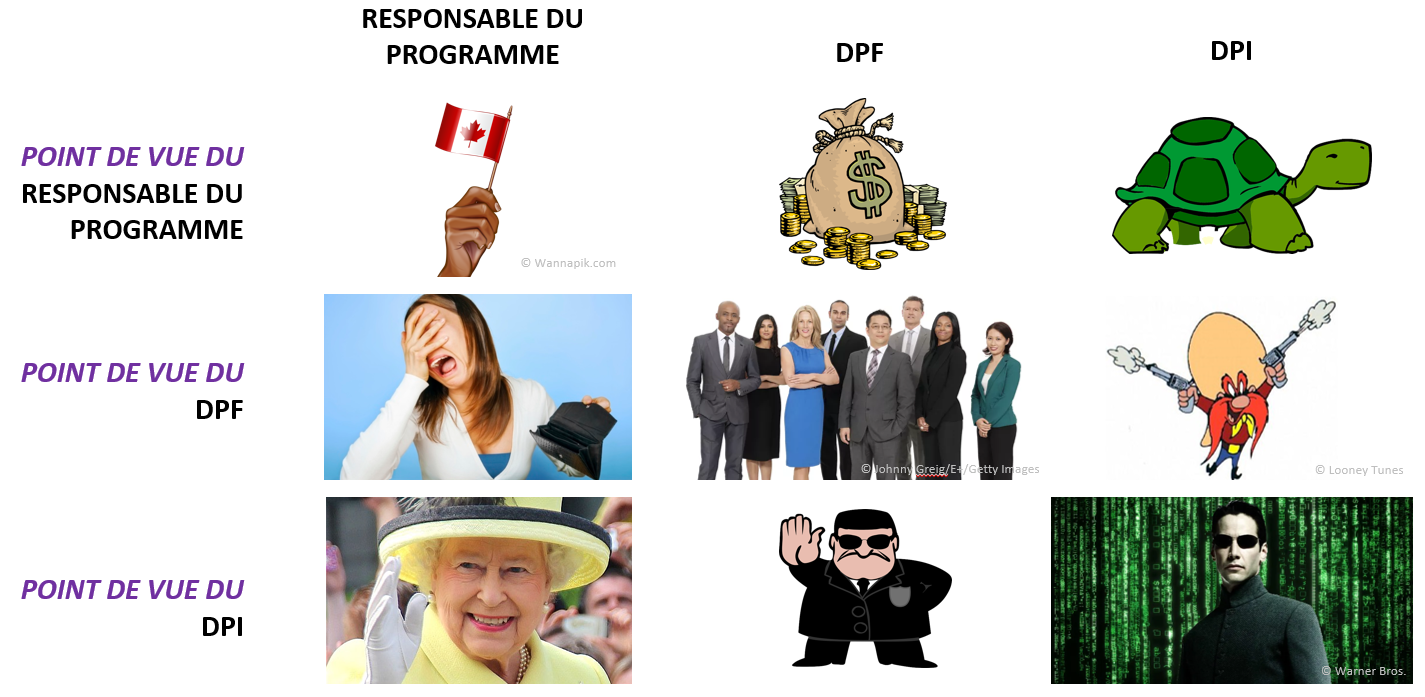 RESPONSABLE DU
PROGRAMME
DPF
DPI
POINT DE VUE DU
RESPONSABLE DU
PROGRAMME
$
© Wannapik.com
POINT DE VUE DU
DPF
© Johnny Greig/E+/Getty Images
© Looney Tunes
POINT DE VUE DU
DPI
© Warner Bros.